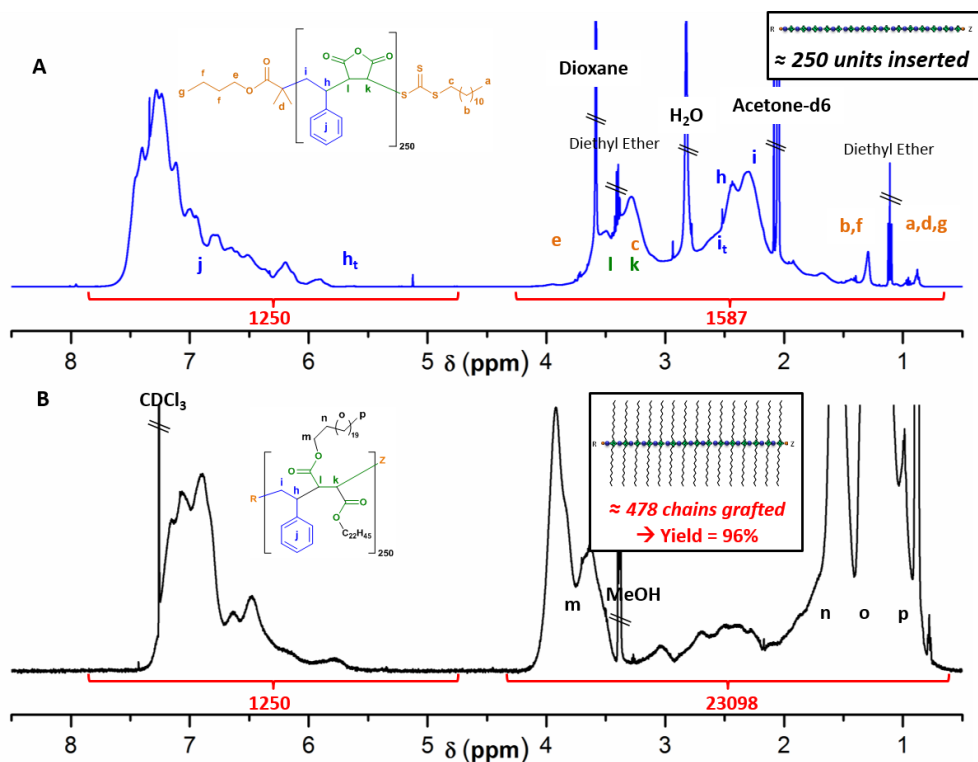 A
R
Z
≈ 250 units inserted
Dioxane
Diethyl Ether
H2O
Acetone-d6
Diethyl Ether
f
e
g
f
O
O
d
i
h
j
O
O
O
l
k
250
S
S
S
c
a
10
b
j
ht
e
l
c
k
it
h
i
b,f
a,d,g
1250
1587
8
7
6
5
4
3
2
1
δ (ppm)
B
CDCl3
n
o
p
19
m
O
O
Z
R
i
h
l
k
j
O
O
C22H45
250
R
Z
≈ 478 chains grafted
→ Yield = 96%
m
MeOH
n
o
p
1250
23098
8
7
6
5
4
3
2
1
δ (ppm)